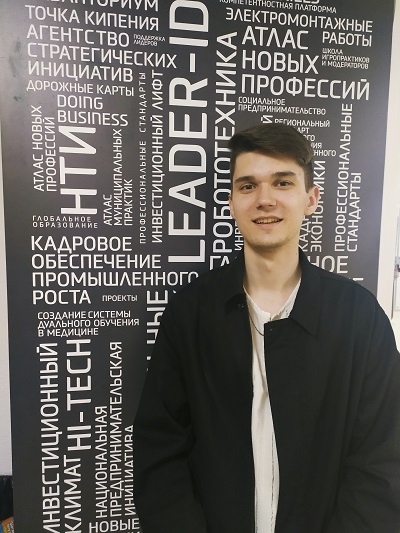 ТОЧКА КИПЕНИЯ
АГЕНТСТВО
ПОДДЕРЖКА
ЛИДЕРОВ
СТРАТЕГИЧЕСКИХ
ИНИЦИАТИВ
ДОРОЖНЫЕ КАРТЫ
DOING
BUSINESS
АТЛАС НОВЫХ
ПРОФЕССИЙ
НТИ
АТЛАС
МУНИЦИПАЛЬНЫХ
ПРАКТИК
ПРОФЕССИОНАЛЬНЫЕ СТАНДАРТЫ
ИНВЕСТИЦИОННЫЙ ЛИФТ
LEADER-ID
РОБОТОТЕХНИКА
ГЛОБАЛЬНОЕ
ОБРАЗОВАНИЕ
КАДРОВОЕ
ОБЕСПЕЧЕНИЕ
ПРОМЫШЛЕННОГО
РОСТА
ПРОЕКТЫ
СОЗДАНИЕ СИСТЕМЫ
ДУАЛЬНОГО ОБУЧЕНИЯ
В МЕДИЦИНЕ
ИНВЕСТИЦИОННЫЙ
КЛИМАТ
HI-TECH
НАЦИОНАЛЬНАЯ
ПРЕДПРИНИМАТЕЛЬСКАЯ
ИНИЦИАТИВА
НОВЫЕ
КОМПЕТЕНТНОСТНАЯ ПЛАТФОРМА
ЭЛЕКТРОМОНТАЖНЫЕ
РАБОТЫ
АТЛАС
НОВЫХ
ПРОФЕССИЙ
ШКОЛА
ИГРОПРАКТИКОВ
И МОДЕРАТОРОВ
СОЦИАЛЬНОЕ
ПРЕДПРИНИМАТЕЛЬСТВО
РЕГИОНАЛЬНЫЙ
ПРОФЕССИОНАЛЬНЫЕ
СТАНДАРТЫ
ЭКОНОМИКИ